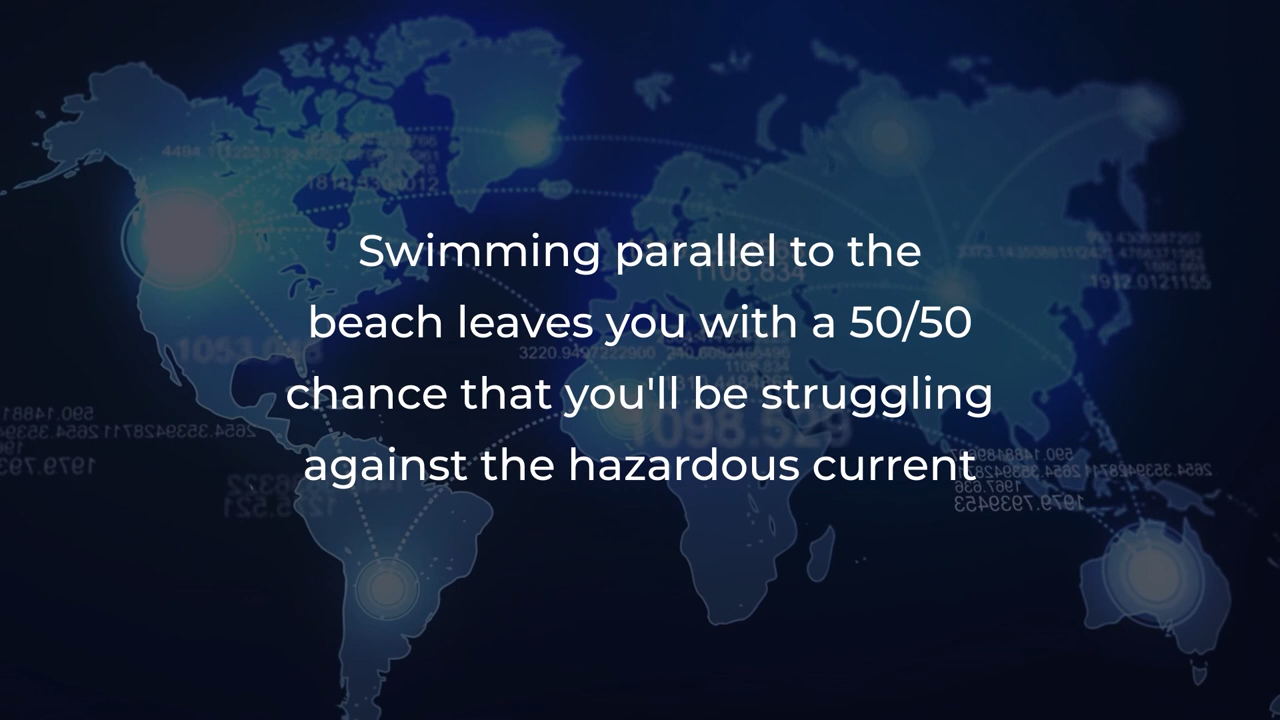 Swimming parallel to the
beach leaves you with a 50/50
chance that you'll be struggling
against the hazardous current